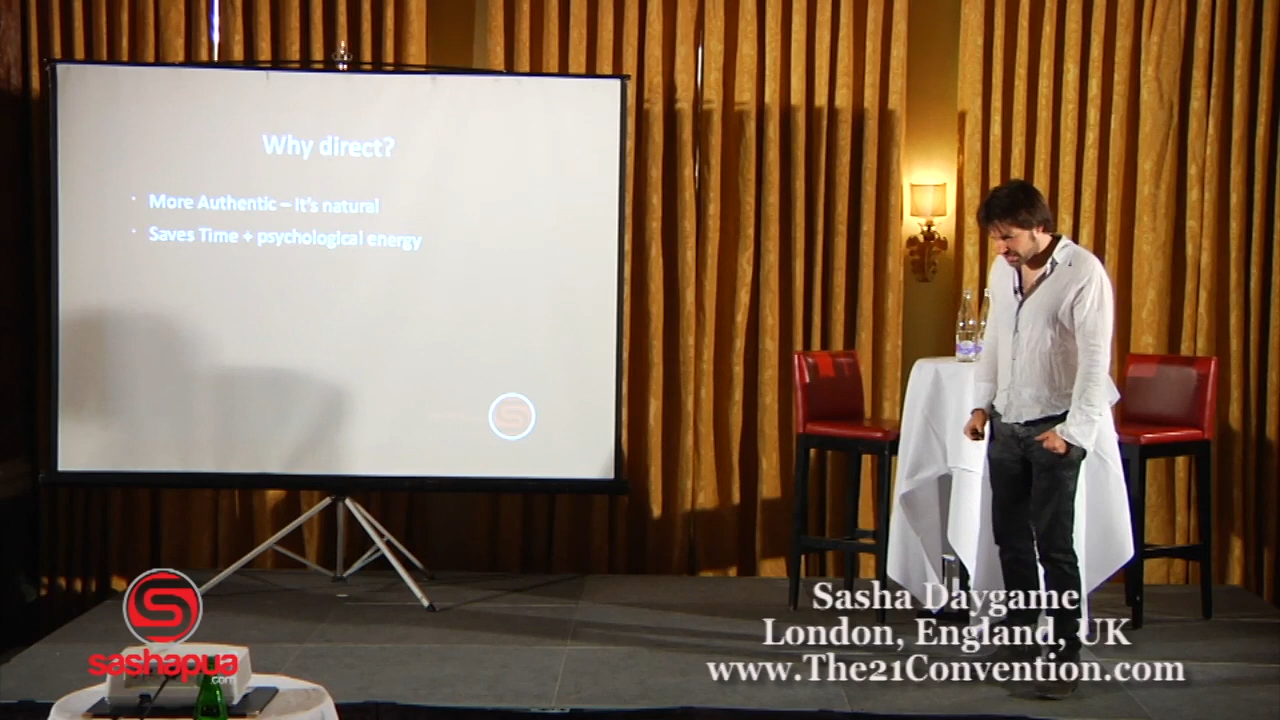 Why direct?
• More Authentic – It's natural
• Saves Time + psychological energy
S
S
sashapua
.com
Sasha Daygame
London, England, UK
www.The21Convention.com